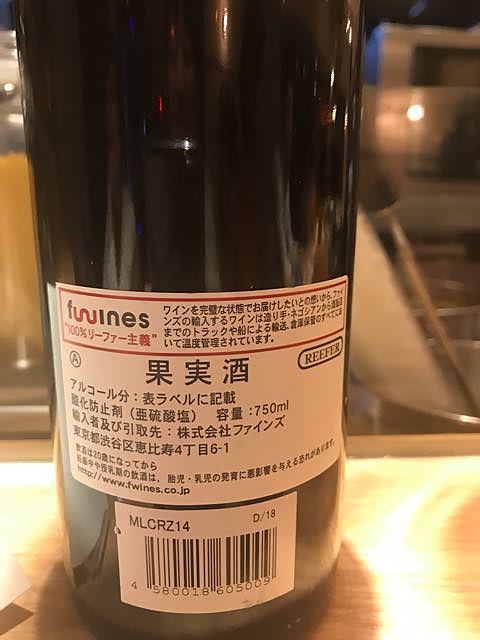 fwines
"100%リーファー主義"
ワインを完璧な状態でお届けしたいとの想いから、ファイ
ンズの輸入するワインは造り手・ネゴシアンから酒販店
までのトラックや船による輸送、倉庫保管のすべてにお
いて温度管理されています。
REEFER
A
果実酒
アルコール分：表ラベルに記載
酸化防止剤（亜硫酸塩） 容量：750ml
輸入者及び引取先：株式会社ファインズ
東京都渋谷区恵比寿4丁目6-1
飲酒は20歳になってから
妊娠中や授乳期の飲酒は、胎児・乳児の発育に悪影響を与える恐れがあります。
http://www.fwines.co.jp
MLCRZ14 D/18
4 580018 605009